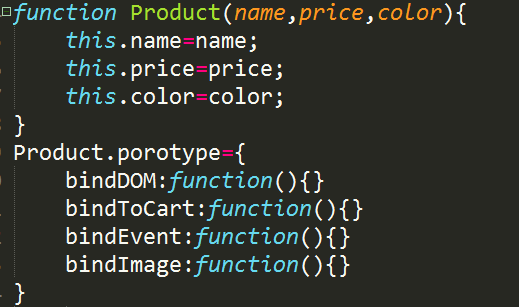 function Product(name,price,color){
    this.name=name;
    this.price=price;
    this.color=color;
}
Product.porotype={
    bindDOM:function(){}
    bindToCart:function(){}
    bindEvent:function(){}
    bindImage:function(){}
}